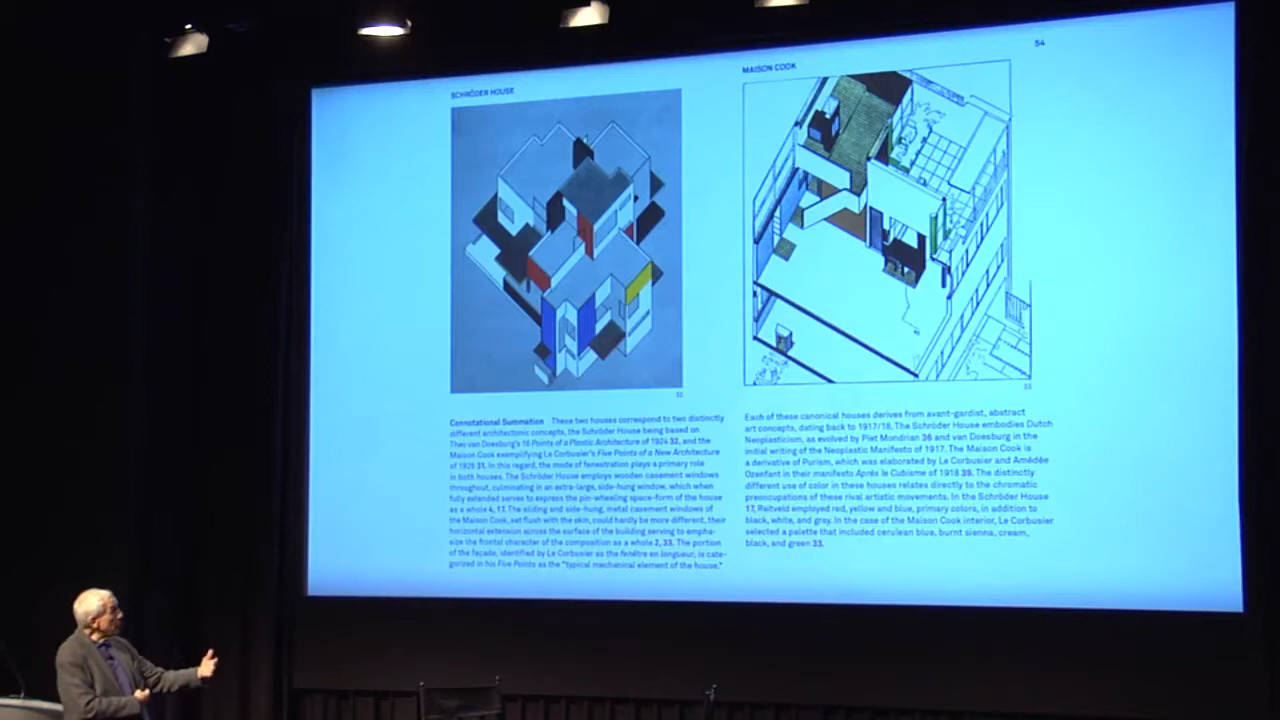 54
SCHRÖDER HOUSE
MAISON COOK
32
33
Connotational Summation These two houses correspond to two distinctly
different architectonic concepts, the Schröder House being based on
Theo van Doesburg's 16 Points of a Plastic Architecture of 1924 32, and the
Maison Cook exemplifying Le Corbusier's Five Points of a New Architecture
of 1926 31. In this regard, the mode of fenestration plays a primary role
in both houses. The Schröder House employs wooden casement windows
throughout, culminating in an extra-large, side-hung window, which when
fully extended serves to express the pin-wheeling space-form of the house
as a whole 4, 17. The sliding and side-hung, metal casement windows of
the Maison Cook, set flush with the skin, could hardly be more different, their
horizontal extension across the surface of the building serving to empha-
size the frontal character of the composition as a whole 2, 33. The portion
of the façade, identified by Le Corbusier as the fenêtre en longueur, is cate-
gorized in his Five Points as the "typical mechanical element of the house."
Each of these canonical houses derives from avant-gardist, abstract
art concepts, dating back to 1917/18. The Schröder House embodies Dutch
Neoplasticism, as evolved by Piet Mondrian 36 and van Doesburg in the
initial writing of the Neoplastic Manifesto of 1917. The Maison Cook is
a derivative of Purism, which was elaborated by Le Corbusier and Amédée
Ozenfant in their manifesto Après le Cubisme of 1918 39. The distinctly
different use of color in these houses relates directly to the chromatic
preoccupations of these rival artistic movements. In the Schröder House
17, Reitveld employed red, yellow and blue, primary colors, in addition to
black, white, and gray. In the case of the Maison Cook interior, Le Corbusier
selected a palette that included cerulean blue, burnt sienna, cream,
black, and green 33.